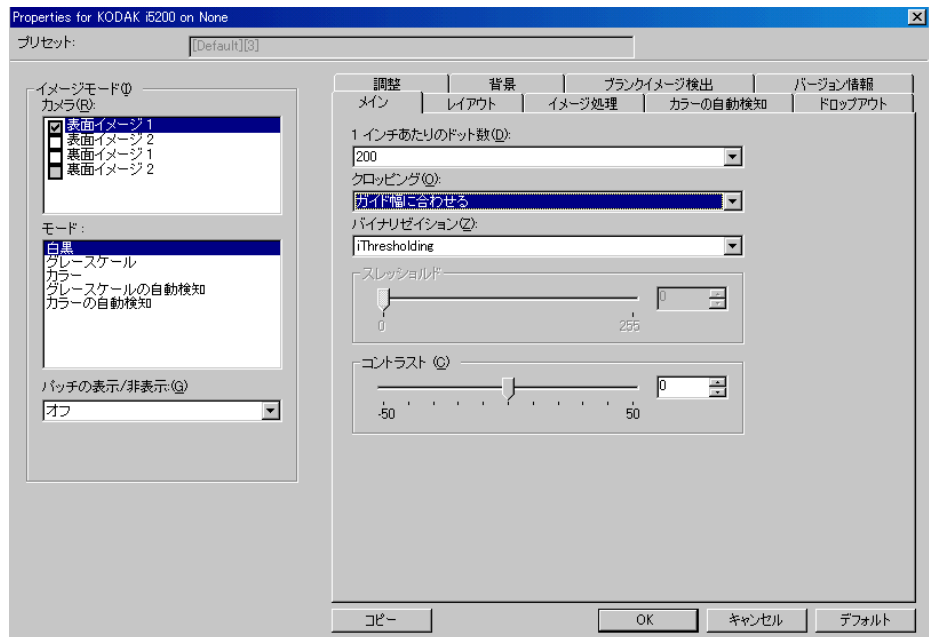 Properties for KODAK i5200 on None
プリセット:
[Default][3]
イメージモード(I)
カメラ(R):
表面イメージ 1
表面イメージ 2
裏面イメージ 1
裏面イメージ 2
モード :
白黒
グレースケール
カラー
グレースケールの自動検知
カラーの自動検知
パッチの表示/非表示:(G)
オフ
調整
背景
ブランクイメージ検出
バージョン情報
メイン
レイアウト
イメージ処理
カラーの自動検知
ドロップアウト
1 インチあたりのドット数(D):
200
クロッピング(O):
ガイド幅に合わせる
バイナリゼイション(Z):
iThresholding
スレッショルド
0
0
255
コントラスト (C)
0
-50
50
コピー
OK
キャンセル
デフォルト